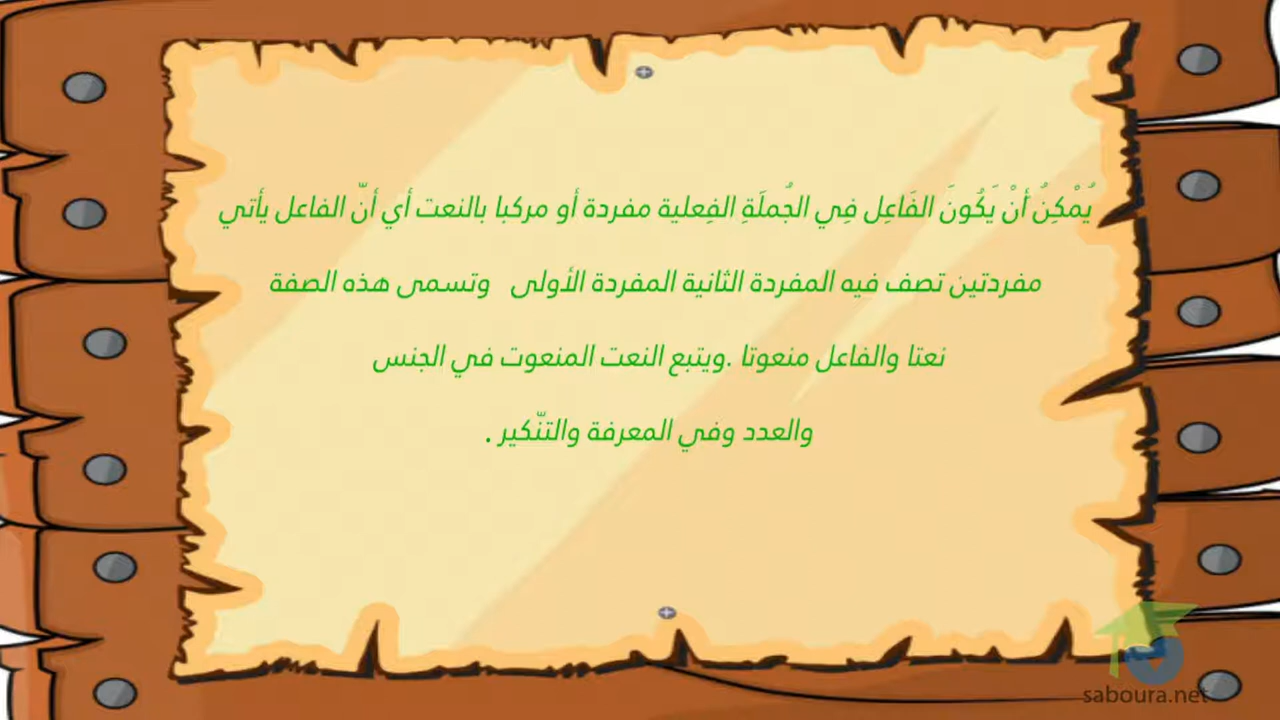 يُمْكِنُ أنْ يَكُونَ الفَاعِل فِي الجُملَةِ الفِعلية مفردة أو مركبا بالنعت أي أنّ الفاعل يأتي
مفردتين تصف فيه المفردة الثانية المفردة الأولى وتسمى هذه الصفة
نعتا والفاعل منعوتا .ويتبع النعت المنعوت في الجنس
والعدد وفي المعرفة والتنّكير .
saboura.net